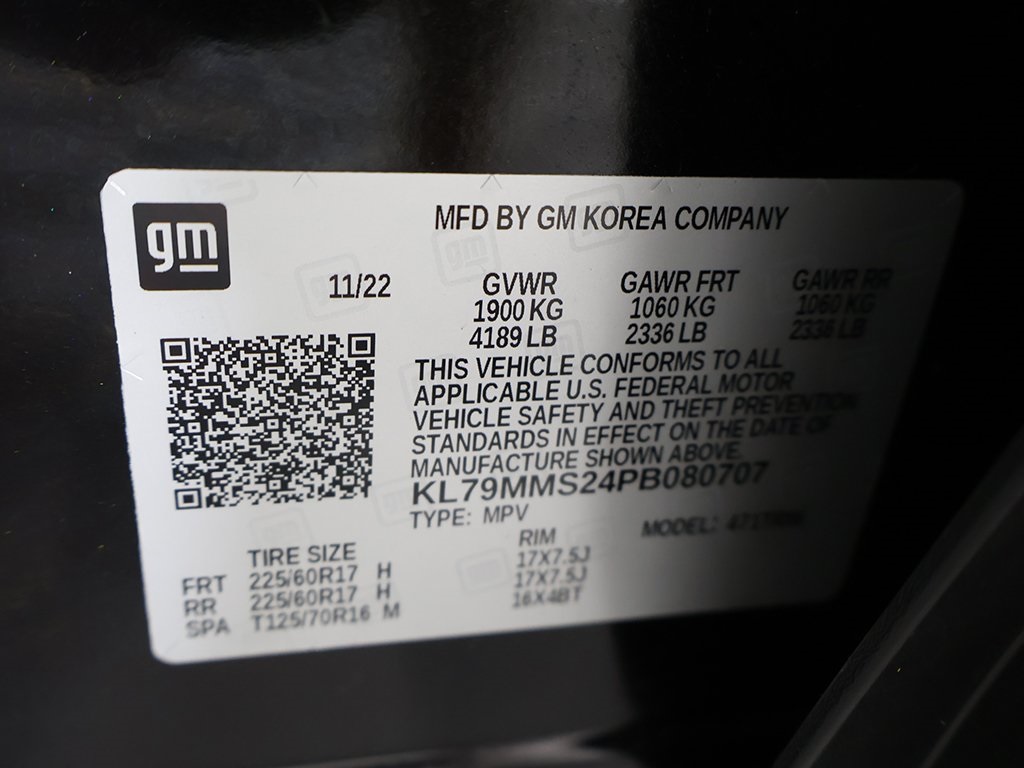 gm
MFD BY GM KOREA COMPANY
11/22 GVWR GAWR FRT GAWR RR
1900 KG 1060 KG 1060 KG
4189 LB 2336 LB 2336 LB
THIS VEHICLE CONFORMS TO ALL
APPLICABLE U.S. FEDERAL MOTOR
VEHICLE SAFETY AND THEFT PREVENTION
STANDARDS IN EFFECT ON THE DATE OF
MANUFACTURE SHOWN ABOVE.
KL79MMS24PB080707
TYPE: MPV MODEL:
TIRE SIZE RIM
FRT 225/60R17 H 17X7.5J
RR 225/60R17 H 17X7.5J
SPA T125/70R16 M 16X4BT